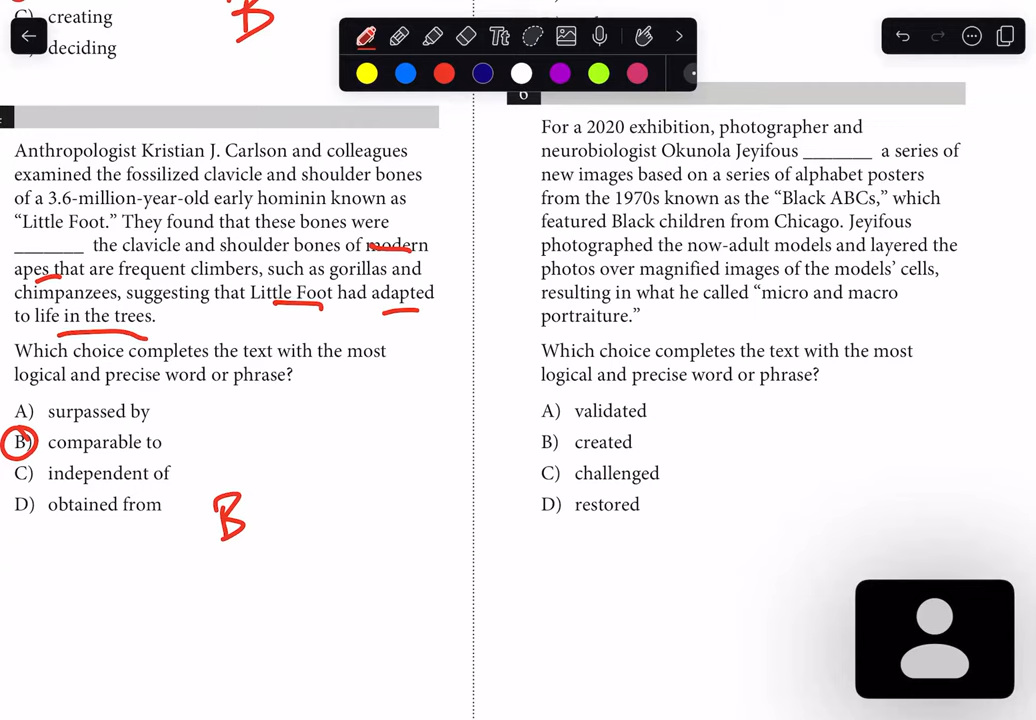 C) creating
deciding
B
Tt
Anthropologist Kristian J. Carlson and colleagues
examined the fossilized clavicle and shoulder bones
of a 3.6-million-year-old early hominin known as
“Little Foot.” They found that these bones were
_______ the clavicle and shoulder bones of modern
apes that are frequent climbers, such as gorillas and
chimpanzees, suggesting that Little Foot had adapted
to life in the trees.
Which choice completes the text with the most
logical and precise word or phrase?
A) surpassed by
B) comparable to
C) independent of
D) obtained from
B
6
For a 2020 exhibition, photographer and
neurobiologist Okunola Jeyifous _______ a series of
new images based on a series of alphabet posters
from the 1970s known as the “Black ABCs,” which
featured Black children from Chicago. Jeyifous
photographed the now-adult models and layered the
photos over magnified images of the models’ cells,
resulting in what he called “micro and macro
portraiture.”
Which choice completes the text with the most
logical and precise word or phrase?
A) validated
B) created
C) challenged
D) restored